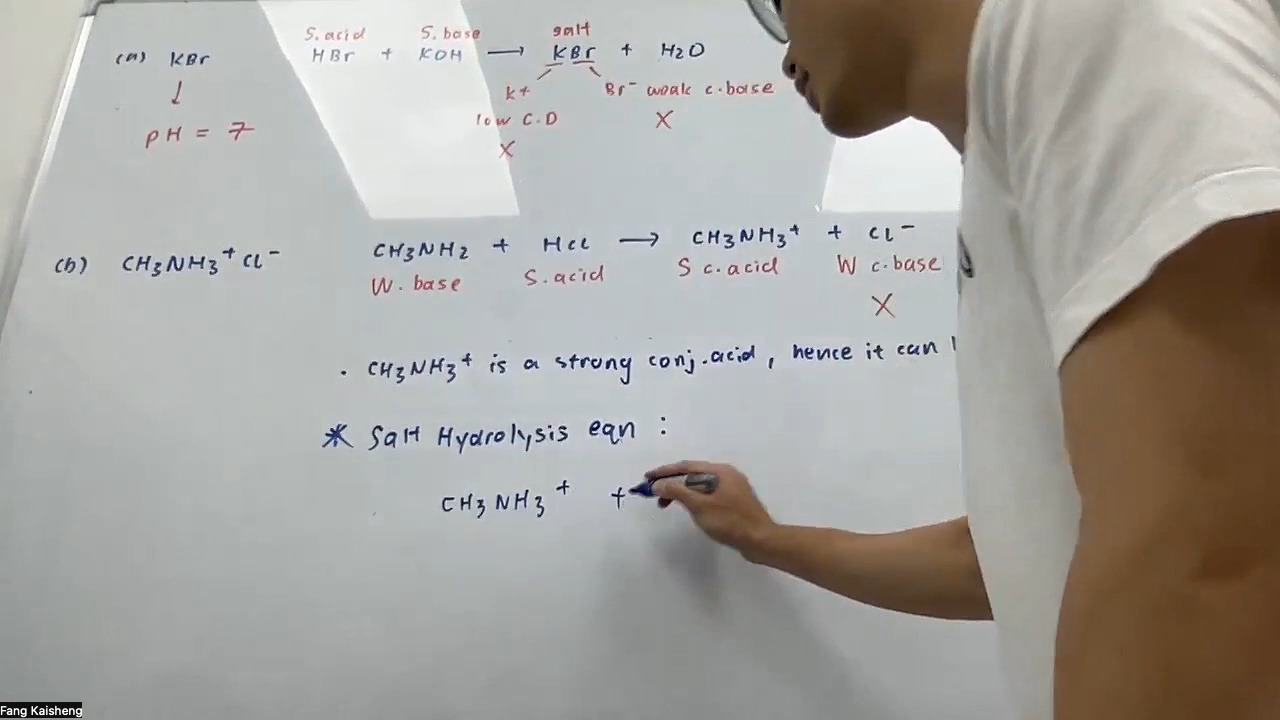 S. acid S. base salt
(a) KBr HBr + KOH → KBr + H2O
K+ Br- weak c.base
low C.D X
pH = 7 X
(b) CH3NH3+Cl- CH3NH2 + HCl → CH3NH3+ + Cl-
W. base S. acid S c.acid W c.base
X
. CH3NH3+ is a strong conj.acid, hence it can
* Salt Hydrolysis eqn :
CH3NH3+ +
Fang Kaisheng